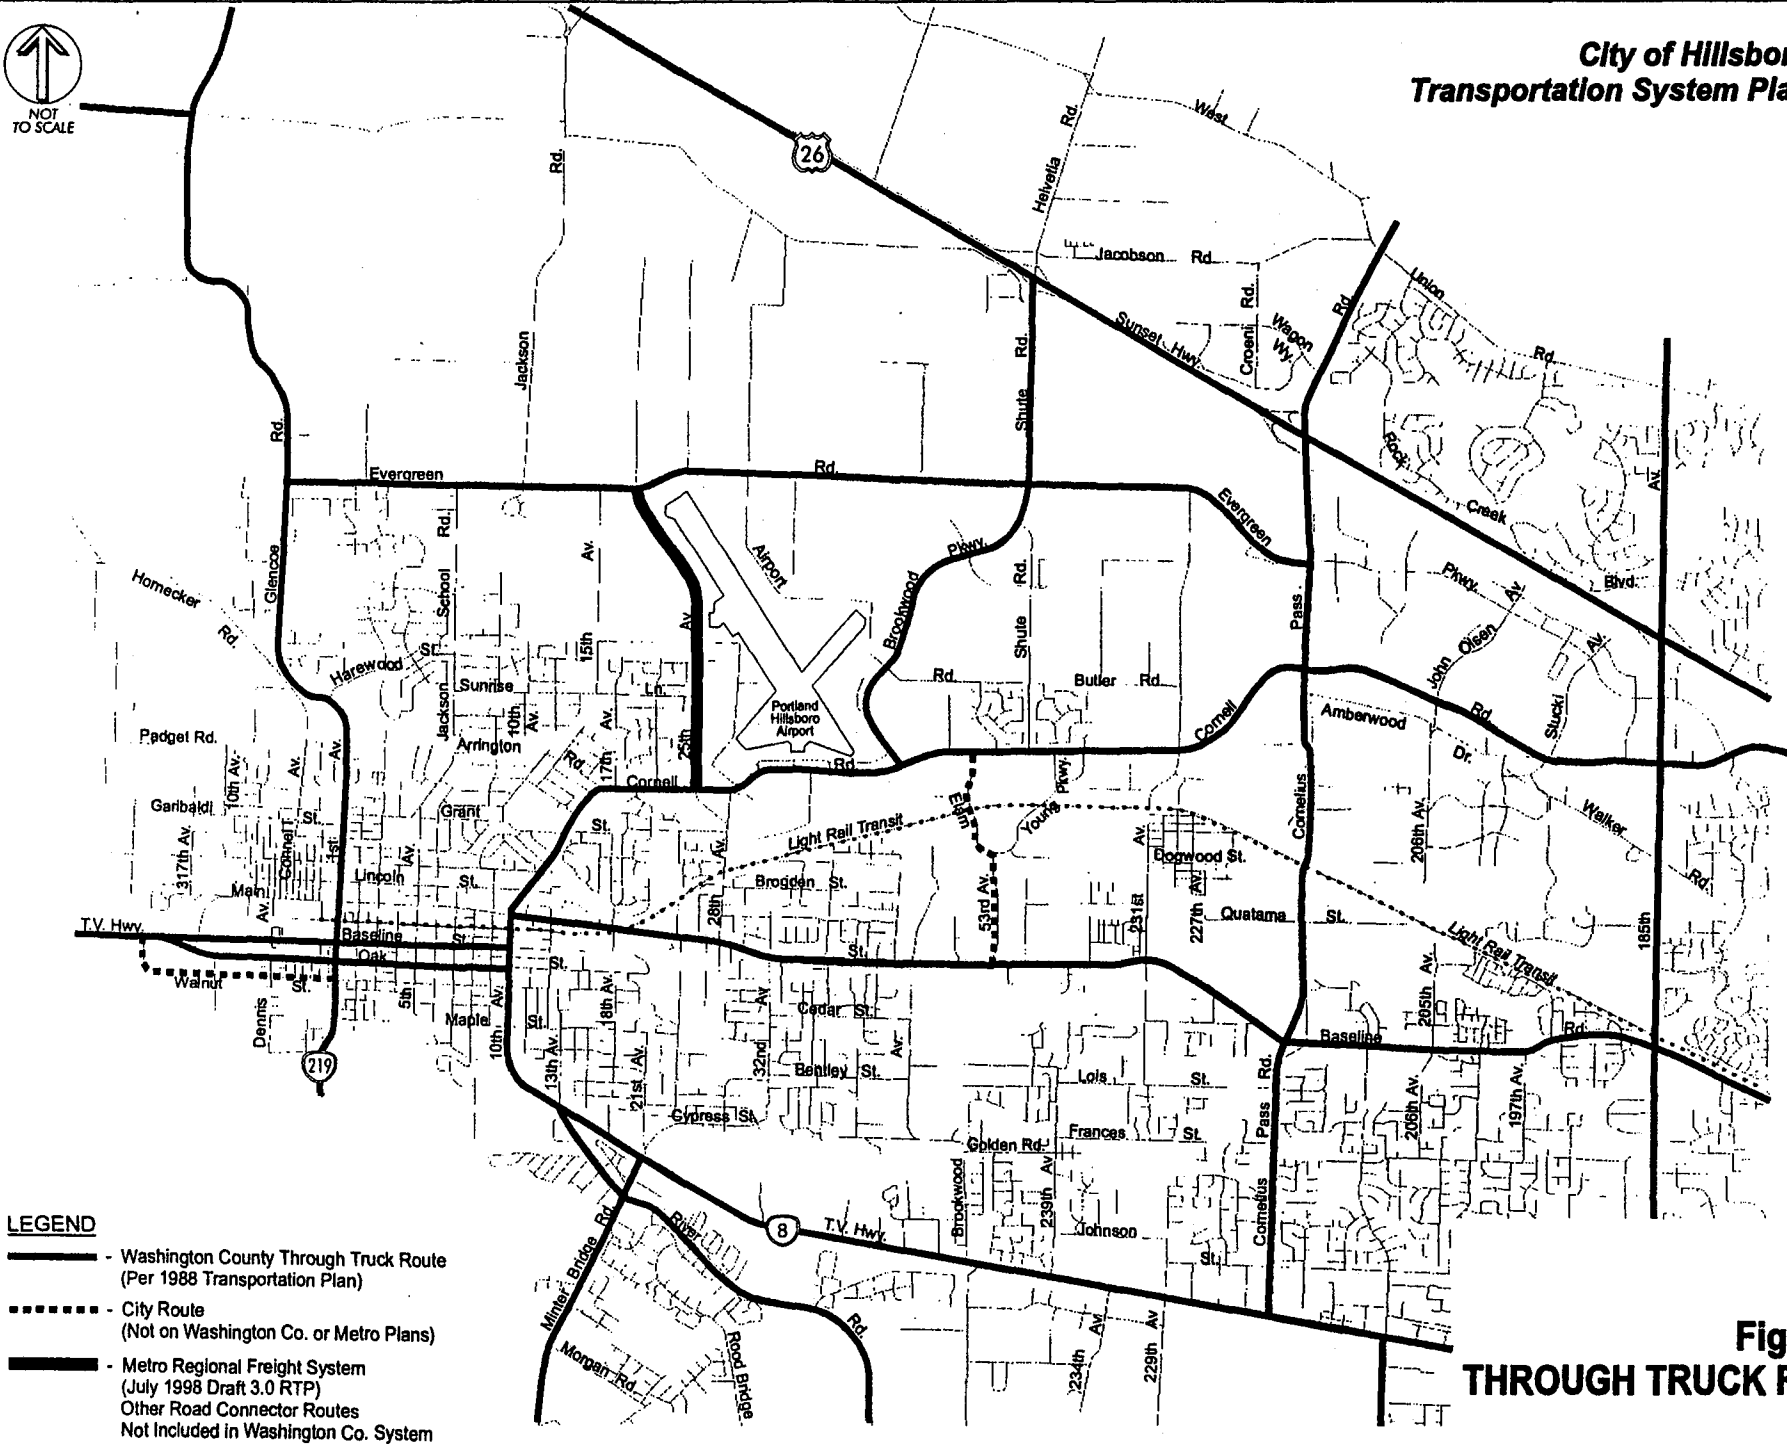 City of Hillsbor
Transportation System Pla
NOT
TO SCALE
26
Rd.
Rd.
West
Helvetia
Jacobson Rd.
Union
Rd.
Rd.
Croeni Rd.
Wagon
Wy.
Sunset Hwy.
Shute Rd.
Jackson
Rd.
Rock
Creek
Blvd.
Av.
Evergreen
Rd.
Evergreen
Glencoe
School Rd.
Av.
Airport
Pkwy.
Brookwood
Shute Rd.
Pass
Pkwy.
John Olsen Av.
Stucki Av.
Hornecker
Rd.
Harewood St.
Sunrise
Ln.
15th
Av.
Portland
Hillsboro
Airport
Rd.
Butler Rd.
Cornell
Rd.
Amberwood
Dr.
Padget Rd.
Jackson
10th Av.
Arrington
Rd.
17th Av.
25th
Rd.
Cornell
10th Av.
Av.
Av.
Garibaldi
St.
Grant
St.
Elam
Young Pkwy.
Cornelius
206th Av.
Walker
Rd.
Light Rail Transit
317th Av.
Cornell
1st
Av.
Lincoln
St.
Main
Av.
28th Av.
Brogden St.
53rd Av.
231st Av.
Dogwood St.
227th Av.
Quatama St.
Light Rail Transit
185th
T.V. Hwy.
Baseline St.
Oak
St.
St.
Walnut St.
Dennis
5th
Maple
St.
10th Av.
18th Av.
Cedar St.
32nd Av.
Av.
Baseline
Rd.
205th Av.
219
13th Av.
21st Av.
Bentley St.
Lois St.
Cypress St.
Golden Rd.
Frances St.
Cornelius Pass Rd.
206th Av.
197th Av.
Brookwood
239th Av.
Johnson
St.
8
T.V. Hwy.
Minter Bridge Rd.
River
Rd.
Rood Bridge
Morgan Rd.
234th Av.
229th Av.
LEGEND
- Washington County Through Truck Route
(Per 1988 Transportation Plan)
- City Route
(Not on Washington Co. or Metro Plans)
- Metro Regional Freight System
(July 1998 Draft 3.0 RTP)
Other Road Connector Routes
Not Included in Washington Co. System
Fig
THROUGH TRUCK R